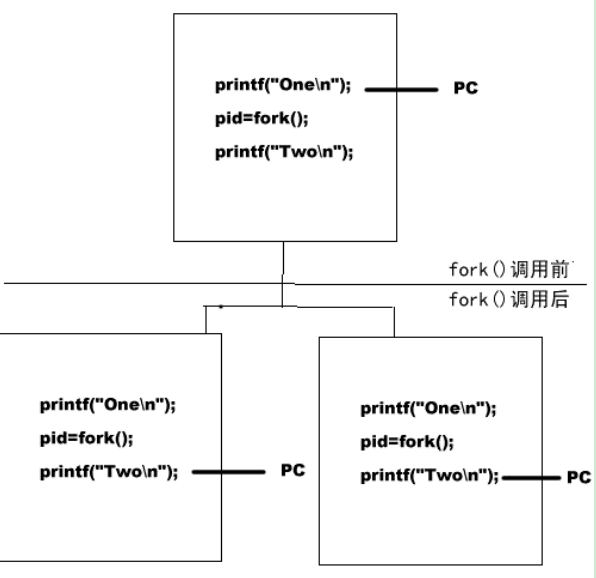 printf("One\n");
PC
pid=fork();
printf("Two\n");
fork()调用前
fork()调用后
printf("One\n");
pid=fork();
printf("Two\n");
PC
printf("One\n");
pid=fork();
printf("Two\n");
PC